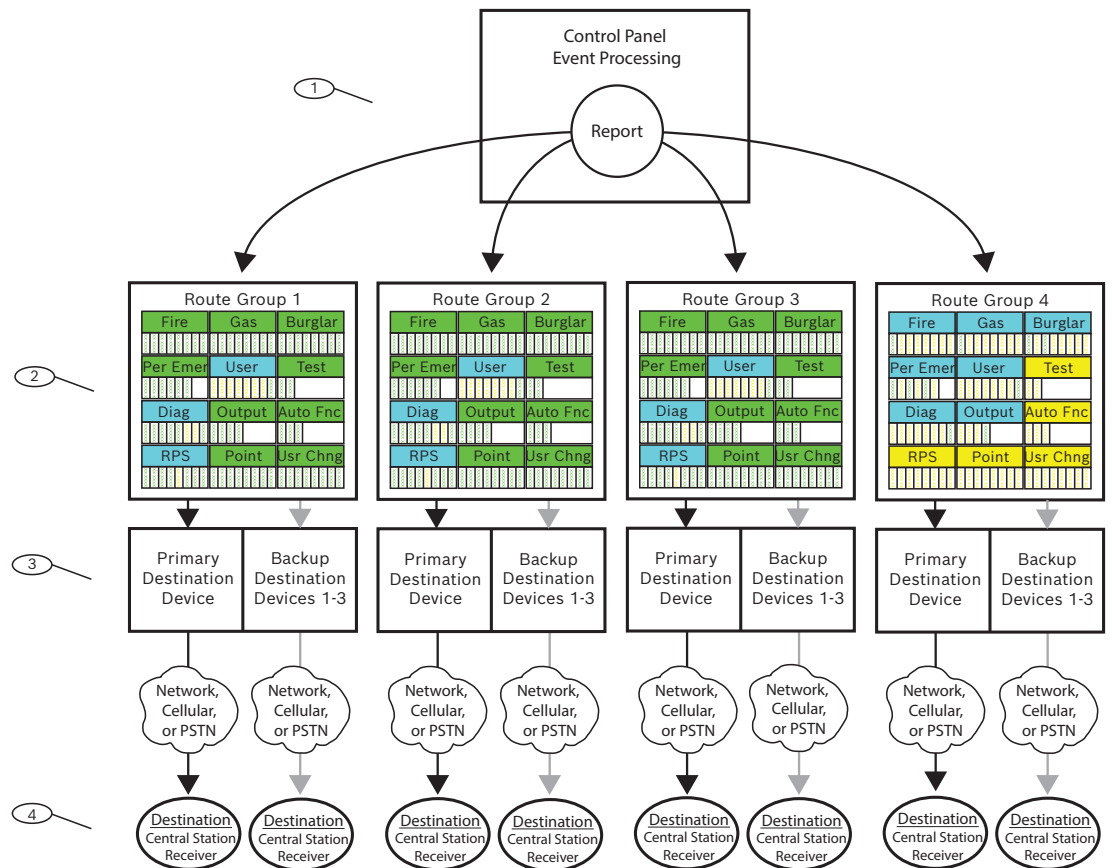 Control Panel
Event Processing
1
Report
Route Group 1
Route Group 2
Route Group 3
Route Group 4
Fire Gas Burglar
Fire Gas Burglar
Fire Gas Burglar
Fire Gas Burglar
Per Emer User Test
Per Emer User Test
Per Emer User Test
Per Emer User Test
2
Diag Output Auto Fnc
Diag Output Auto Fnc
Diag Output Auto Fnc
Diag Output Auto Fnc
RPS Point Usr Chng
RPS Point Usr Chng
RPS Point Usr Chng
RPS Point Usr Chng
3
Primary
Destination
Device
Backup
Destination
Devices 1-3
Primary
Destination
Device
Backup
Destination
Devices 1-3
Primary
Destination
Device
Backup
Destination
Devices 1-3
Primary
Destination
Device
Backup
Destination
Devices 1-3
Network,
Cellular,
or PSTN
Network,
Cellular,
or PSTN
Network,
Cellular,
or PSTN
Network,
Cellular,
or PSTN
Network,
Cellular,
or PSTN
Network,
Cellular,
or PSTN
Network,
Cellular,
or PSTN
Network,
Cellular,
or PSTN
4
Destination
Central Station
Receiver
Destination
Central Station
Receiver
Destination
Central Station
Receiver
Destination
Central Station
Receiver
Destination
Central Station
Receiver
Destination
Central Station
Receiver
Destination
Central Station
Receiver
Destination
Central Station
Receiver